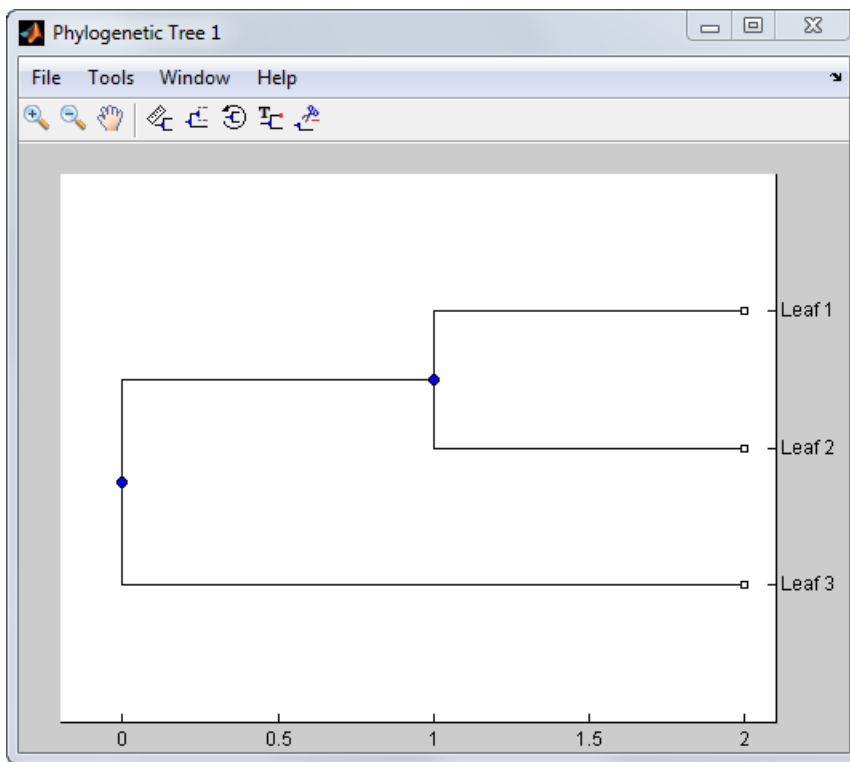 Phylogenetic Tree 1
File Tools Window Help
Leaf 1
Leaf 2
Leaf 3
0 0.5 1 1.5 2